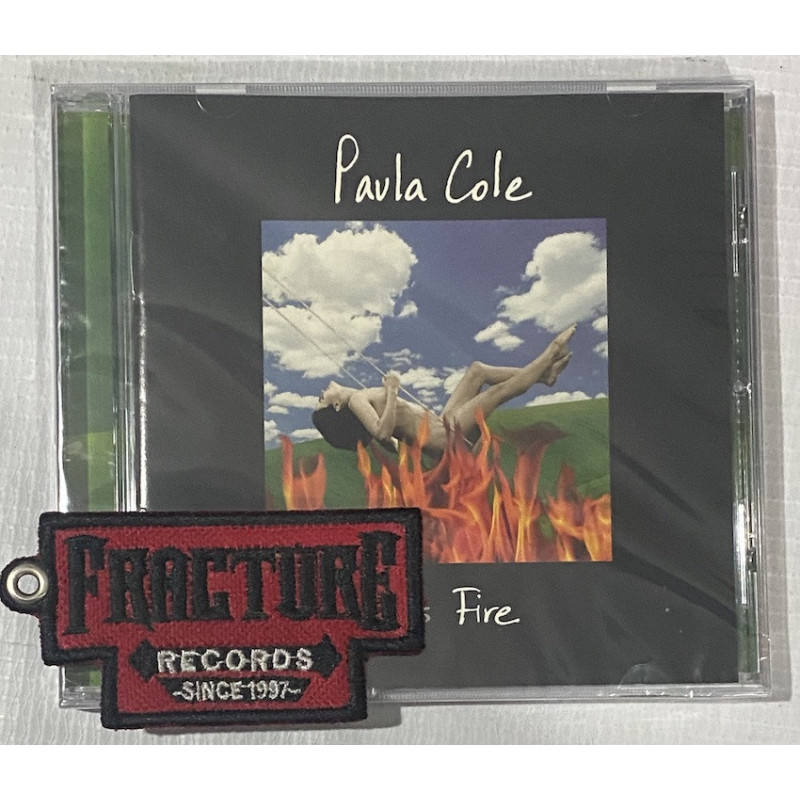 Paula Cole
Fire
FRACTURE
RECORDS
-SINCE 1997-